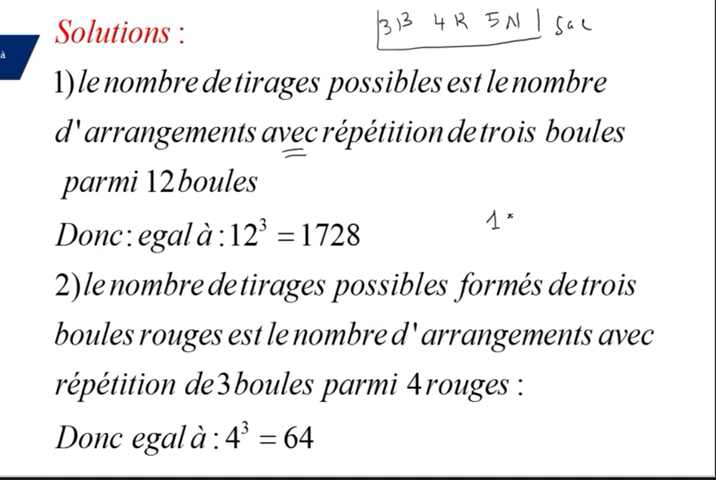 Solutions :
3B 4R 5N sac
1) le nombre de tirages possibles est le nombre
d'arrangements avec répétition de trois boules
parmi 12 boules
Donc : egal à : 12³ = 1728
1*
2) le nombre de tirages possibles formés de trois
boules rouges est le nombre d'arrangements avec
répétition de 3 boules parmi 4 rouges :
Donc egal à : 4³ = 64
à